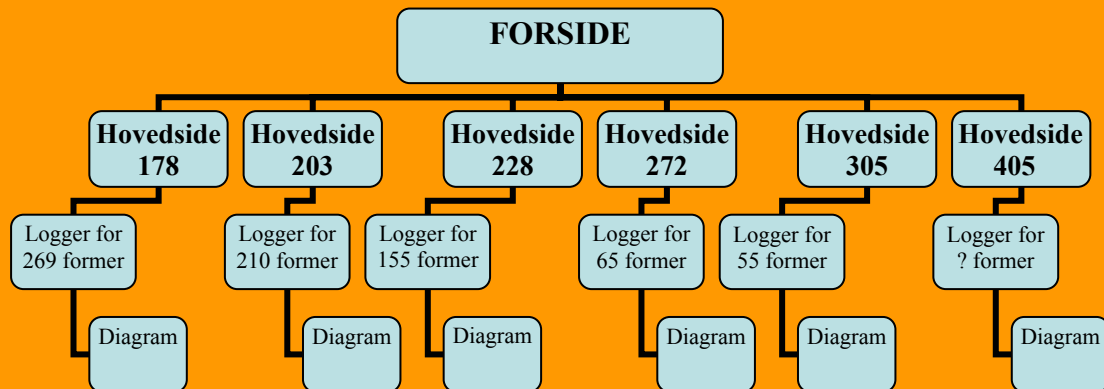 FORSIDE
Hovedside
178
Hovedside
203
Hovedside
228
Hovedside
272
Hovedside
305
Hovedside
405
Logger for
269 former
Logger for
210 former
Logger for
155 former
Logger for
65 former
Logger for
55 former
Logger for
? former
Diagram
Diagram
Diagram
Diagram
Diagram
Diagram